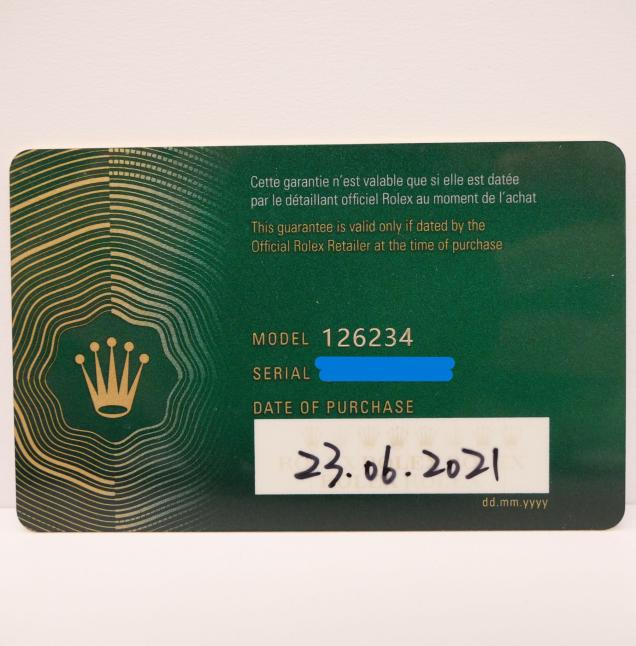 Cette garantie n'est valable que si elle est datée
par le détaillant officiel Rolex au moment de l'achat
This guarantee is valid only if dated by the
Official Rolex Retailer at the time of purchase
MODEL 126234
SERIAL
DATE OF PURCHASE
23.06.2021
dd.mm.yyyy